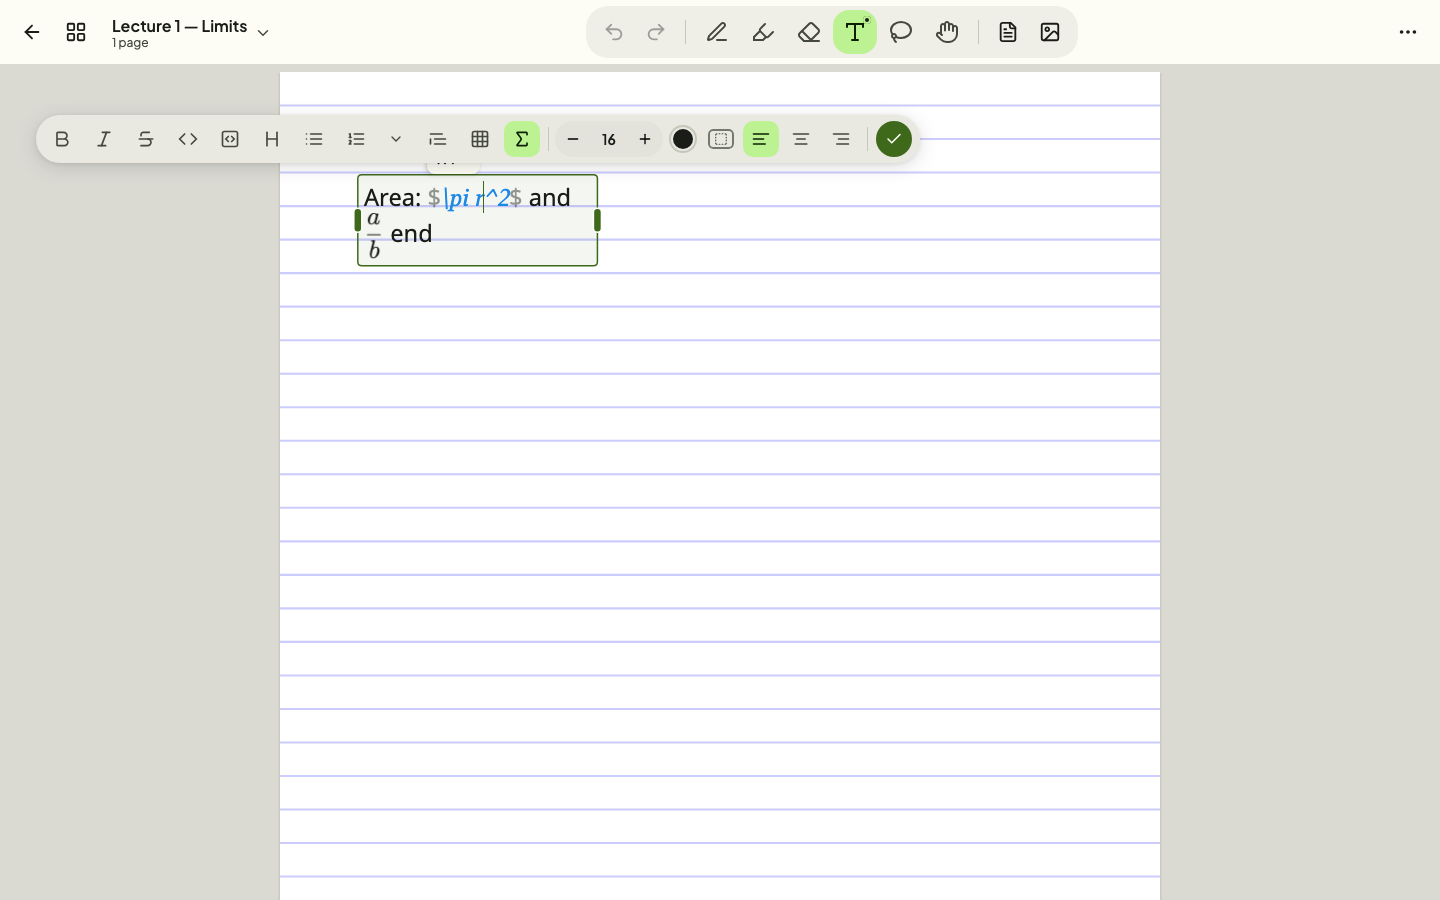 Lecture 1 — Limits
1 page
16
Area: $\pi r^2$ and
a
b
end